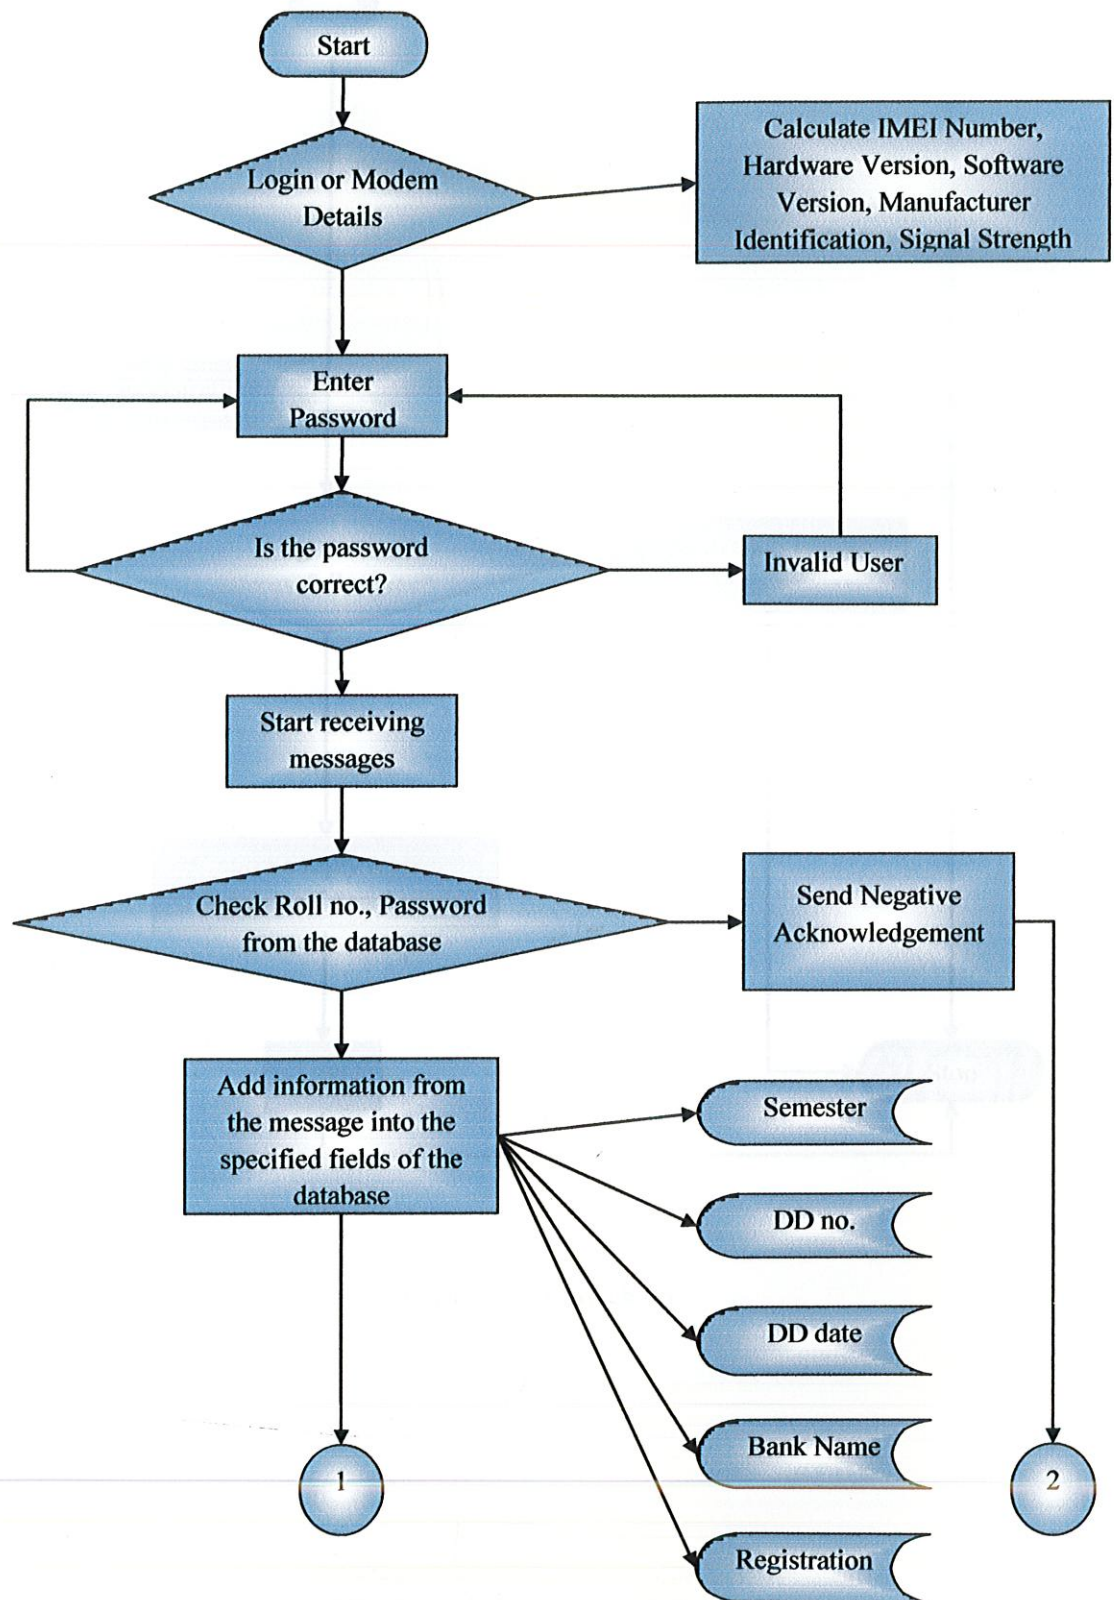 Start
Login or Modem
Details
Calculate IMEI Number,
Hardware Version, Software
Version, Manufacturer
Identification, Signal Strength
Enter
Password
Is the password
correct?
Invalid User
Start receiving
messages
Check Roll no., Password
from the database
Send Negative
Acknowledgement
Add information from
the message into the
specified fields of the
database
Semester
DD no.
DD date
Bank Name
Registration
1
2